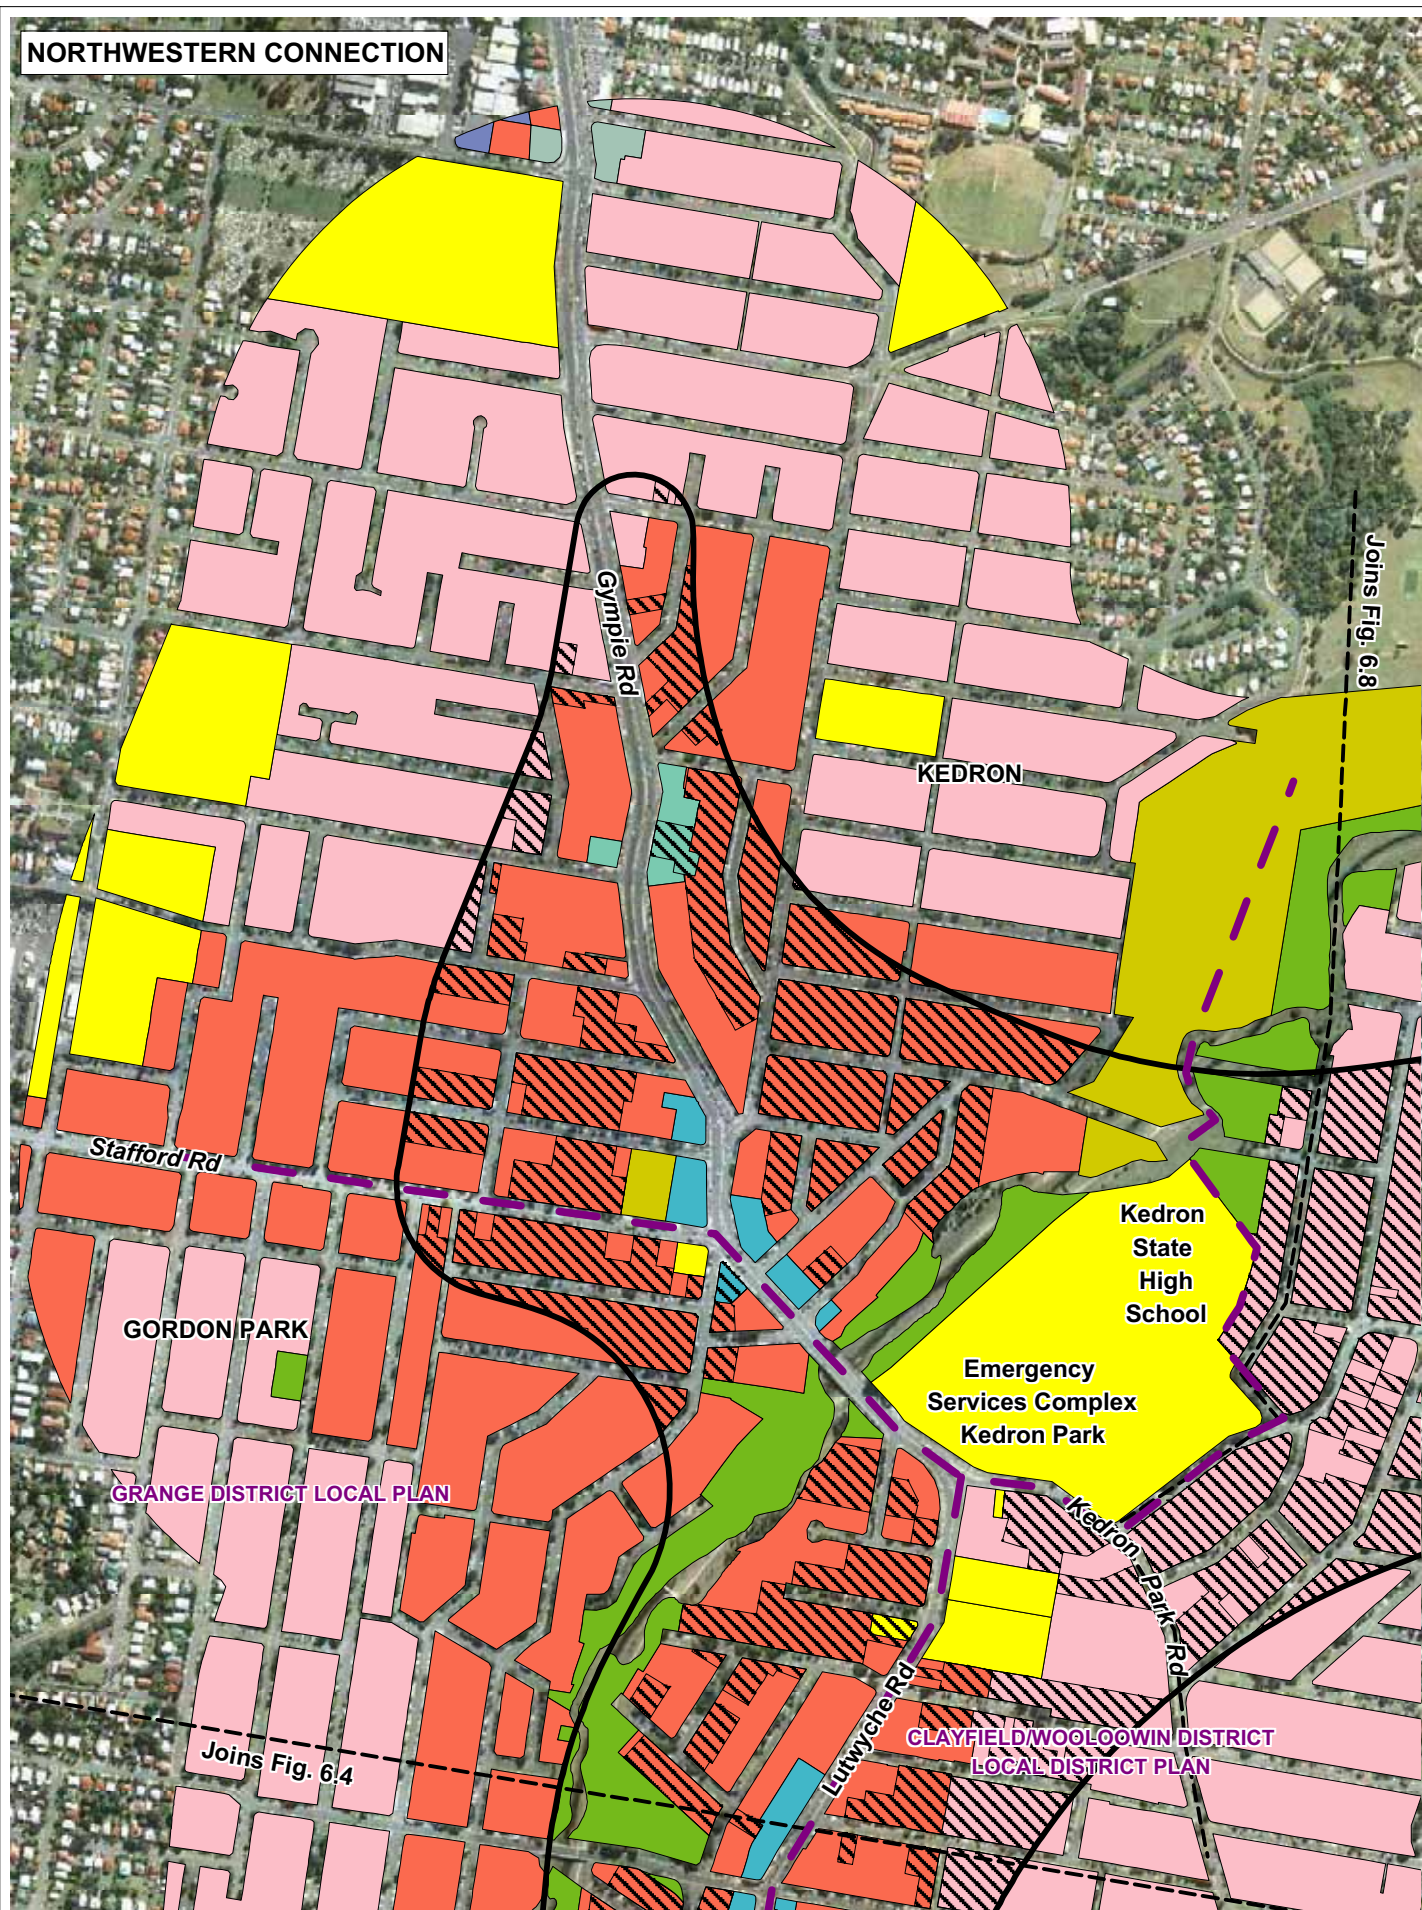 NORTHWESTERN CONNECTION
Joins Fig. 6.8
Gympie Rd
KEDRON
Stafford Rd
Kedron
State
High
School
GORDON PARK
Emergency
Services Complex
Kedron Park
GRANGE DISTRICT LOCAL PLAN
Kedron Park Rd
Lutwyche Rd
CLAYFIELD/WOOLOOWIN DISTRICT
LOCAL DISTRICT PLAN
Joins Fig. 6.4